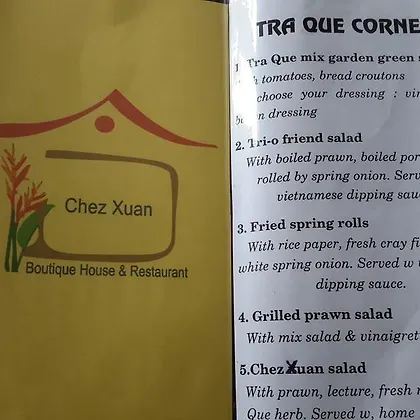 Chez Xuan
Boutique House & Restaurant
TRA QUE CORNE
1 Tra Que mix garden green s
h tomatoes, bread croutons
choose your dressing : vin
n dressing
2. Tri-o friend salad
With boiled prawn, boiled por
rolled by spring onion. Serv
vietnamese dipping sau
3. Fried spring rolls
With rice paper, fresh cray fi
white spring onion. Served w
dipping sauce.
4. Grilled prawn salad
With mix salad & vinaigret
5.Chez Xuan salad
With prawn, lecture, fresh
Que herb. Served w, home